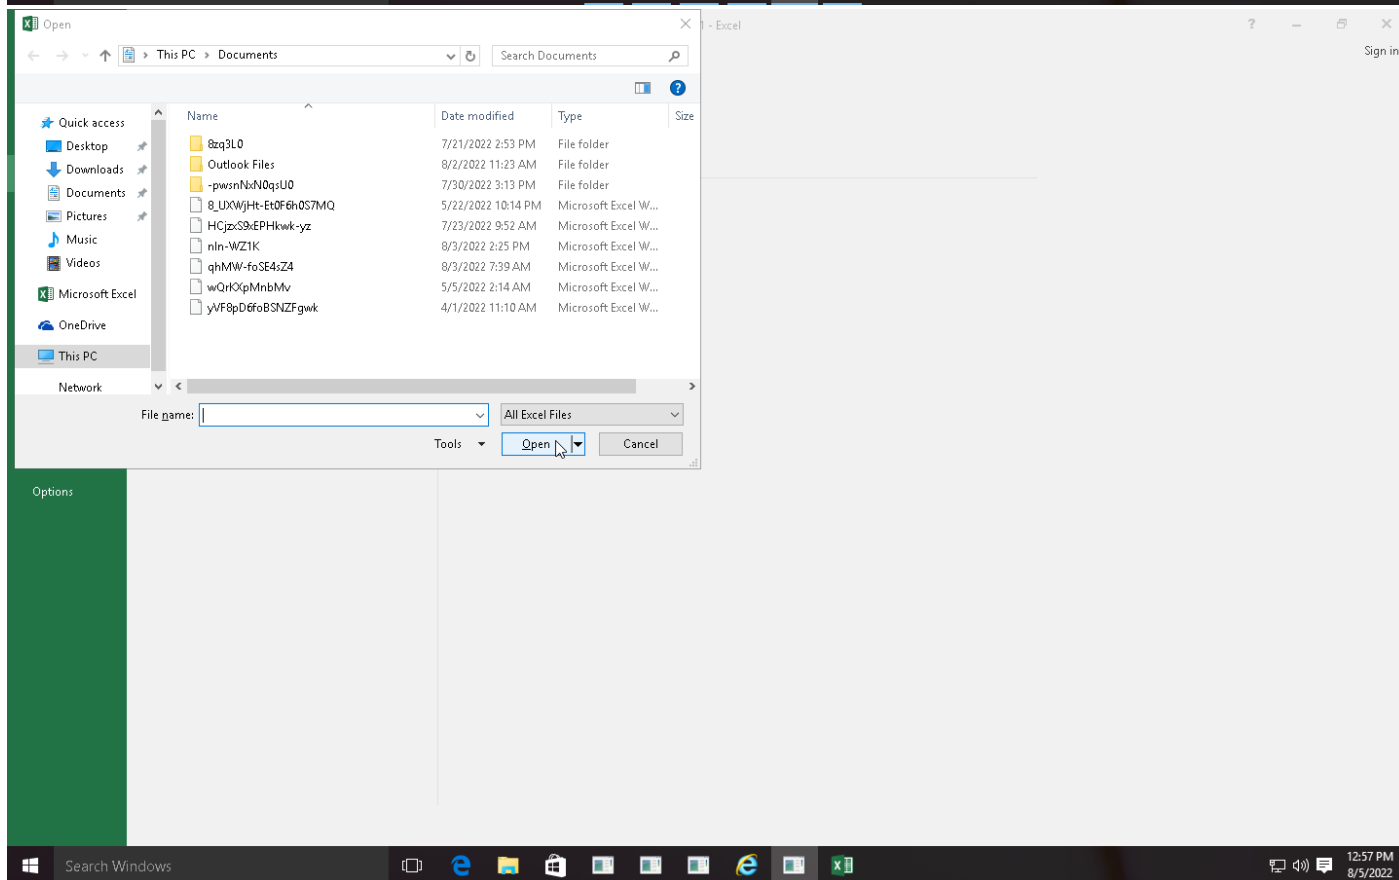 Open
1 - Excel
?
Sign in
This PC > Documents
Search Documents
?
Name Date modified Type Size
Quick access
Desktop
Downloads
Documents
Pictures
Music
Videos
Microsoft Excel
OneDrive
This PC
Network
8zq3L0 7/21/2022 2:53 PM File folder
Outlook Files 8/2/2022 11:23 AM File folder
-pwsnNxN0qsU0 7/30/2022 3:13 PM File folder
8_UXWjHt-Et0F6h0S7MQ 5/22/2022 10:14 PM Microsoft Excel W...
HCjzxS9xEPHkwk-yz 7/23/2022 9:52 AM Microsoft Excel W...
nIn-WZ1K 8/3/2022 2:25 PM Microsoft Excel W...
qhMW-foSE4sZ4 8/3/2022 7:39 AM Microsoft Excel W...
wQrKXpMnbMv 5/5/2022 2:14 AM Microsoft Excel W...
yVF8pD6foBSNZFgwk 4/1/2022 11:10 AM Microsoft Excel W...
File name: All Excel Files
Tools Open Cancel
Options
Search Windows
12:57 PM
8/5/2022